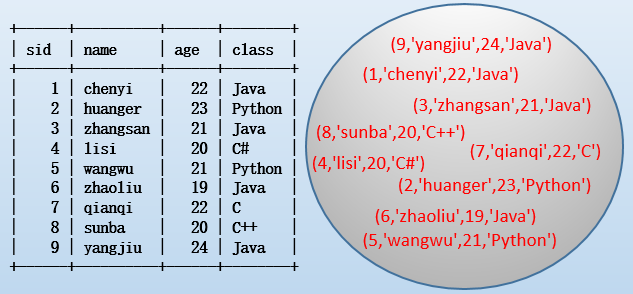 +------+----------+------+--------+
| sid | name | age | class |
+------+----------+------+--------+
| 1 | chenyi | 22 | Java |
| 2 | huanger | 23 | Python |
| 3 | zhangsan | 21 | Java |
| 4 | lisi | 20 | C# |
| 5 | wangwu | 21 | Python |
| 6 | zhaoliu | 19 | Java |
| 7 | qianqi | 22 | C |
| 8 | sunba | 20 | C++ |
| 9 | yangjiu | 24 | Java |
+------+----------+------+--------+
(9,'yangjiu',24,'Java')
(1,'chenyi',22,'Java')
(3,'zhangsan',21,'Java')
(8,'sunba',20,'C++')
(7,'qianqi',22,'C')
(4,'lisi',20,'C#')
(2,'huanger',23,'Python')
(6,'zhaoliu',19,'Java')
(5,'wangwu',21,'Python')